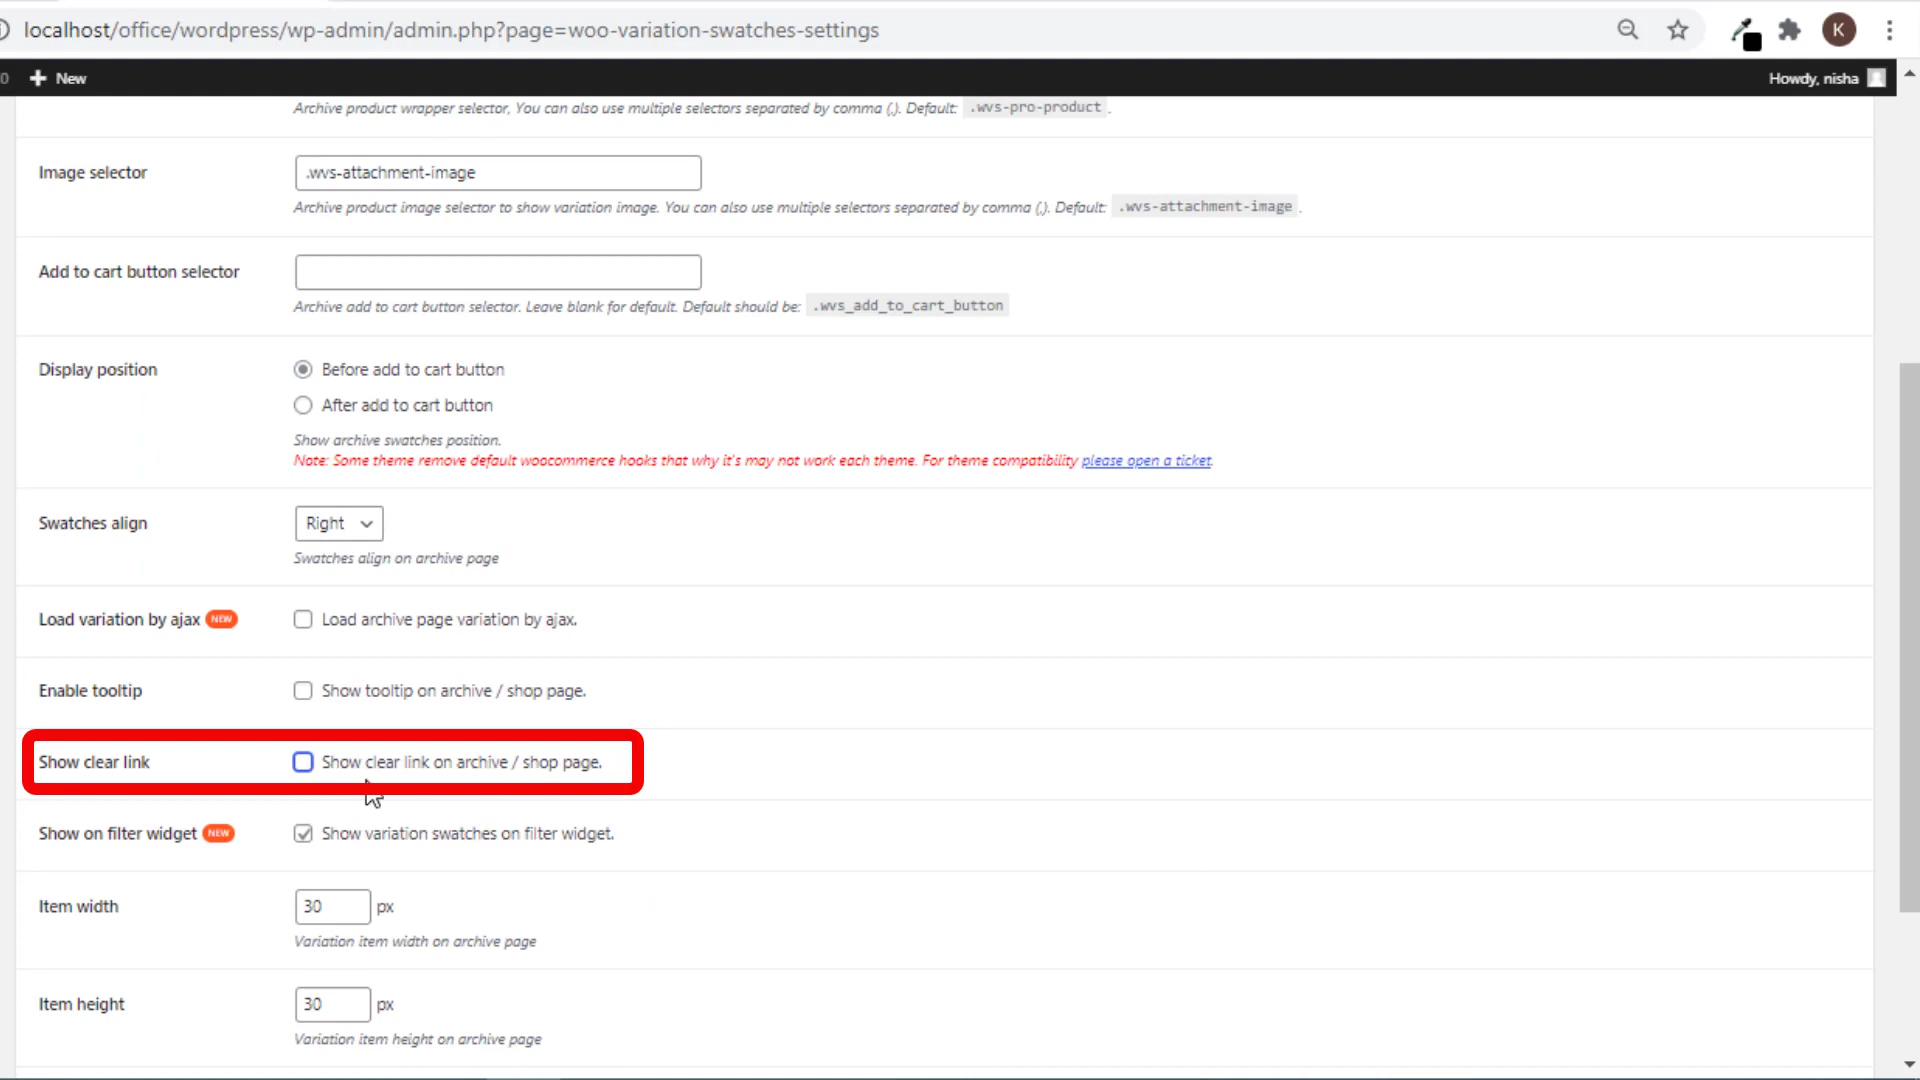 localhost/office/wordpress/wp-admin/admin.php?page=woo-variation-swatches-settings
K
0 New
Howdy, nisha
Archive product wrapper selector, You can also use multiple selectors separated by comma (,). Default: .wvs-pro-product .
Image selector
.wvs-attachment-image
Archive product image selector to show variation image. You can also use multiple selectors separated by comma (,). Default: .wvs-attachment-image .
Add to cart button selector
Archive add to cart button selector. Leave blank for default. Default should be: .wvs_add_to_cart_button
Display position
Before add to cart button
After add to cart button
Show archive swatches position.
Note: Some theme remove default woocommerce hooks that why it's may not work each theme. For theme compatibility please open a ticket.
Swatches align
Right
Swatches align on archive page
Load variation by ajax NEW
Load archive page variation by ajax.
Enable tooltip
Show tooltip on archive / shop page.
Show clear link
Show clear link on archive / shop page.
Show on filter widget NEW
Show variation swatches on filter widget.
Item width
30 px
Variation item width on archive page
Item height
30 px
Variation item height on archive page